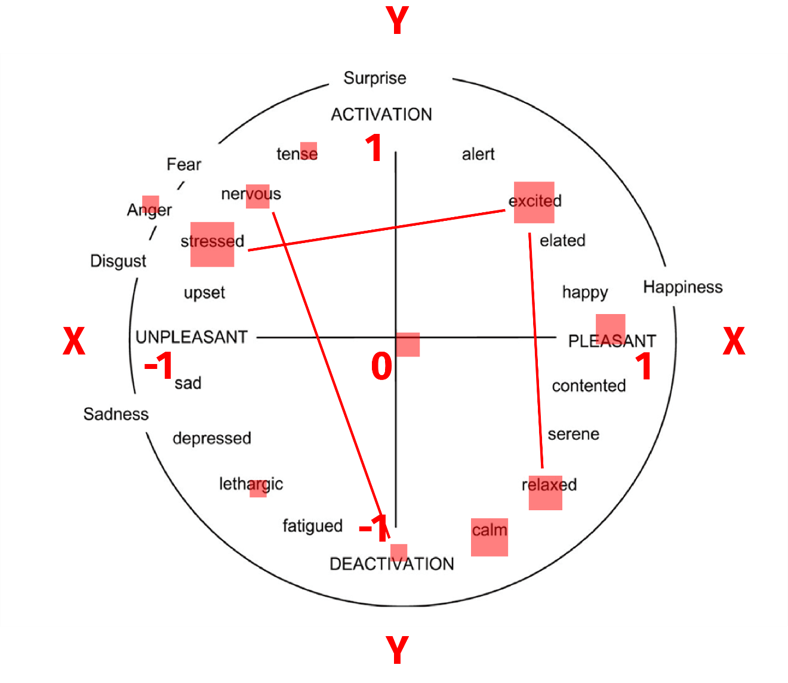 Y
Surprise
ACTIVATION
1
tense
alert
Fear
nervous
excited
Anger
stressed
elated
Disgust
upset
happy
Happiness
X
UNPLEASANT
PLEASANT
X
-1
0
1
sad
contented
Sadness
depressed
serene
lethargic
relaxed
fatigued
-1
calm
DEACTIVATION
Y